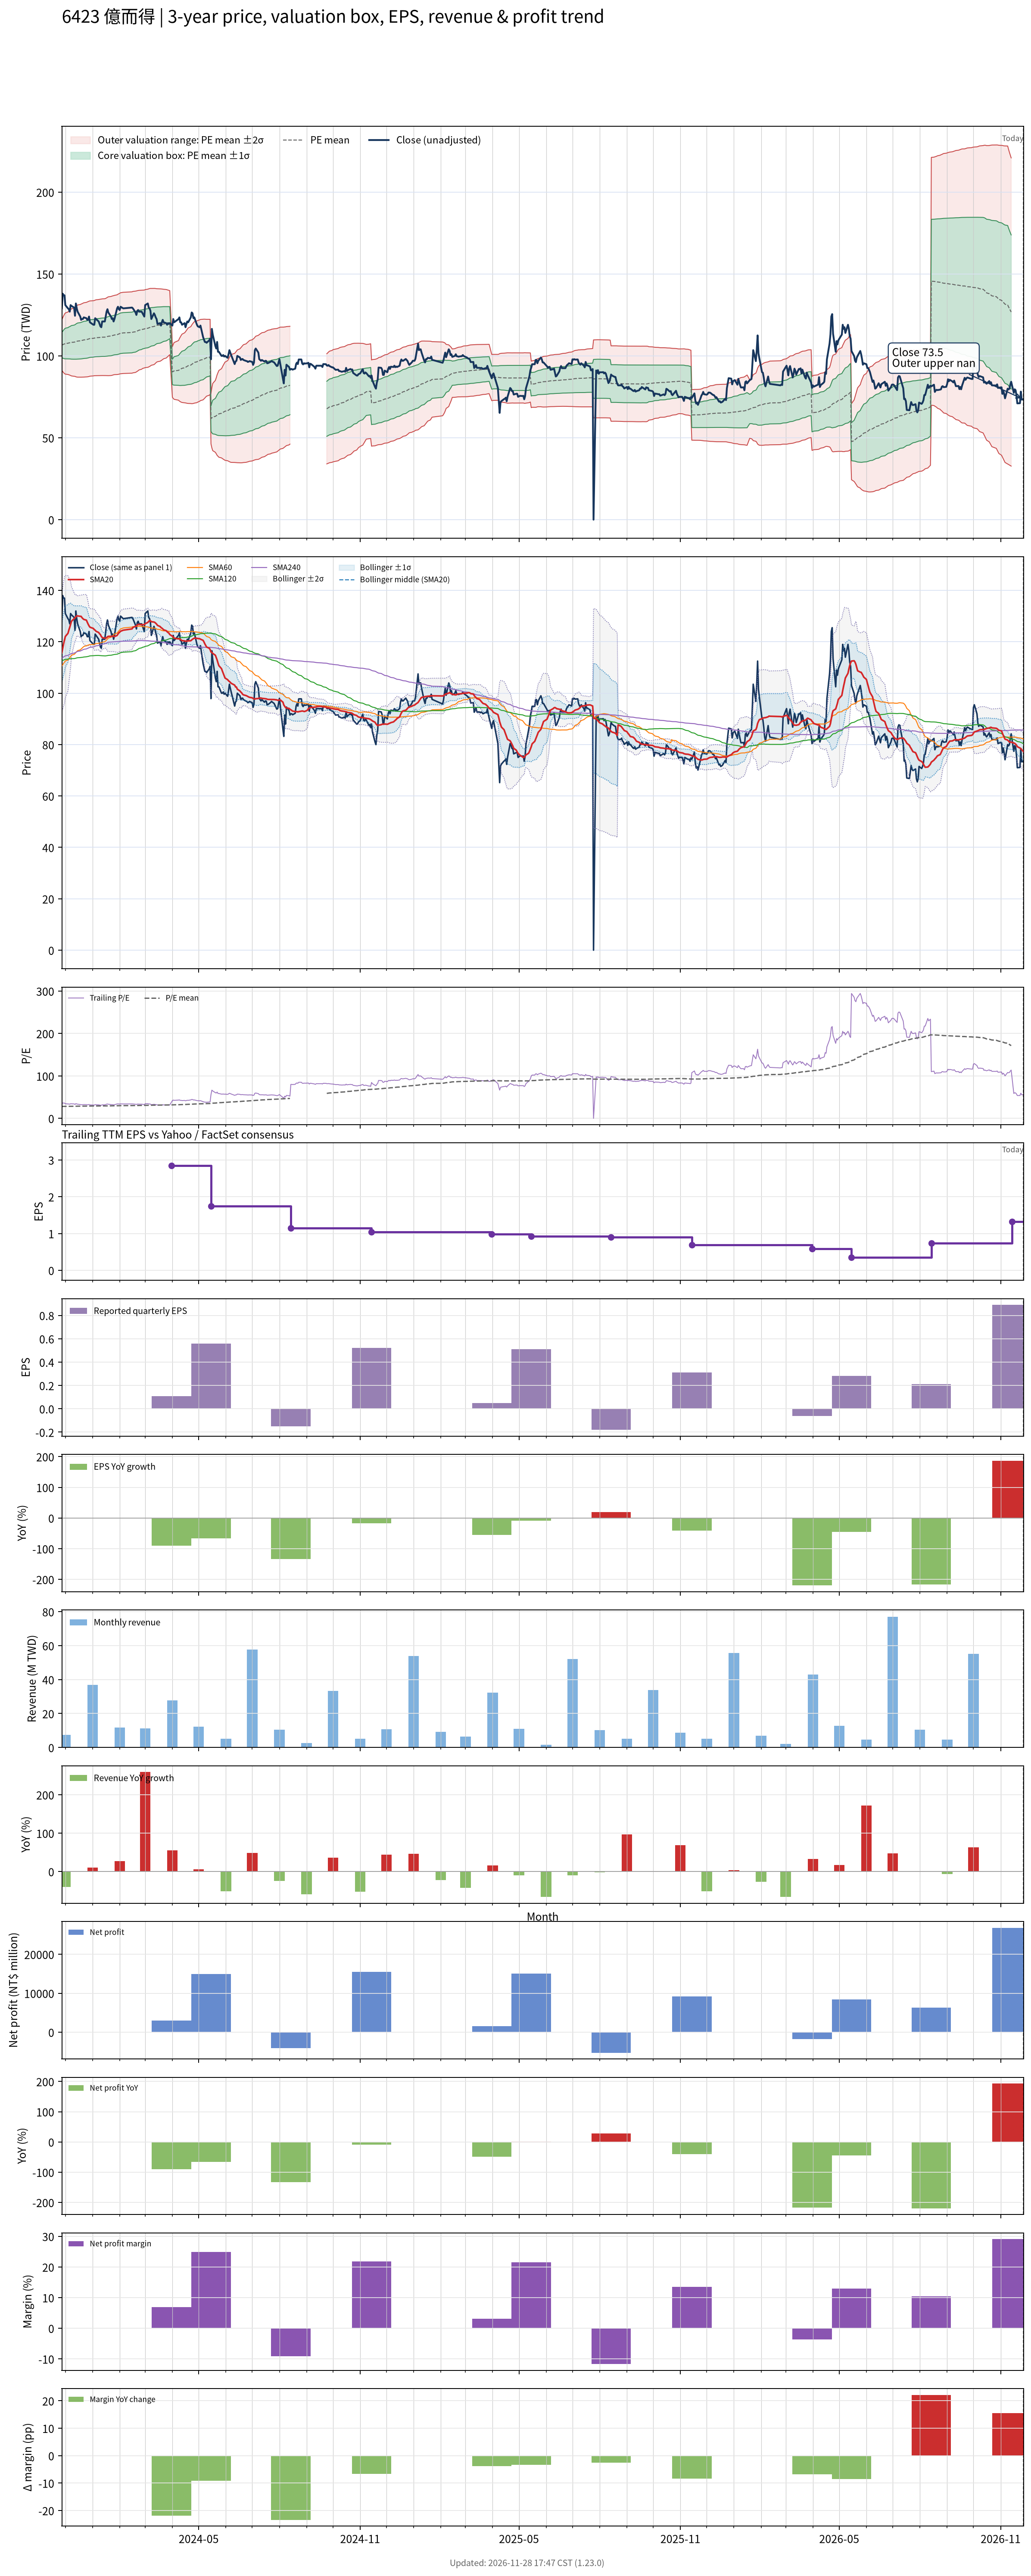 6423 億而得 | 3-year price, valuation box, EPS, revenue & profit trend
Outer valuation range: PE mean ±2σ
Core valuation box: PE mean ±1σ
PE mean
Close (unadjusted)
Today
Price (TWD)
200
150
100
50
0
Close 73.5
Outer upper nan
Close (same as panel 1)
SMA20
SMA60
SMA120
SMA240
Bollinger ±2σ
Bollinger ±1σ
Bollinger middle (SMA20)
Price
140
120
100
80
60
40
20
0
Trailing P/E
P/E mean
P/E
300
200
100
0
Trailing TTM EPS vs Yahoo / FactSet consensus
Today
EPS
3
2
1
0
Reported quarterly EPS
EPS
0.8
0.6
0.4
0.2
0.0
-0.2
EPS YoY growth
YoY (%)
200
100
0
-100
-200
Monthly revenue
Revenue (M TWD)
80
60
40
20
0
Revenue YoY growth
YoY (%)
200
100
0
Month
Net profit
Net profit (NT$ million)
20000
10000
0
Net profit YoY
YoY (%)
200
100
0
-100
-200
Net profit margin
Margin (%)
30
20
10
0
-10
Margin YoY change
Δ margin (pp)
20
10
0
-10
-20
2024-05
2024-11
2025-05
2025-11
2026-05
2026-11
Updated: 2026-11-28 17:47 CST (1.23.0)